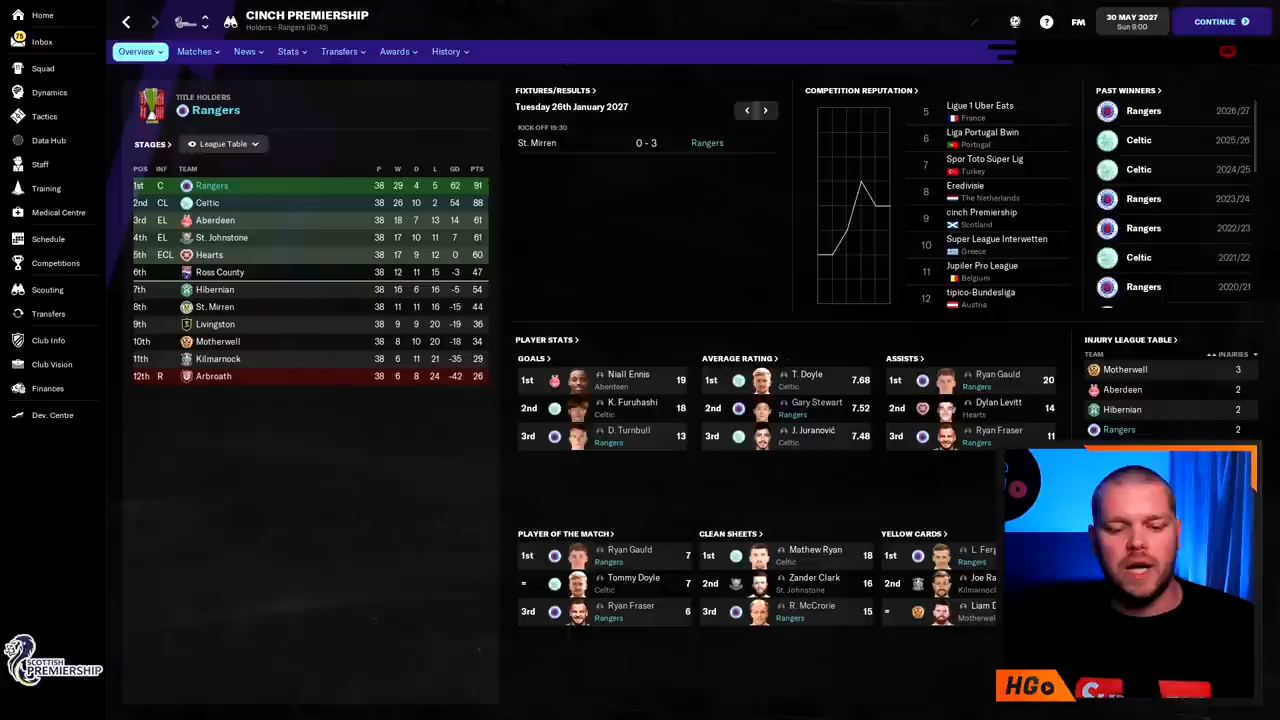 Home
75
Inbox
Squad
Dynamics
Tactics
Data Hub
Staff
Training
Medical Centre
Schedule
Competitions
Scouting
Transfers
Club Info
Club Vision
Finances
Dev. Centre
SCOTTISH
PREMIERSHIP
CINCH PREMIERSHIP
Holders - Rangers (ID:45)
FM
30 MAY 2027
Sun 9:00
CONTINUE
Overview
Matches
News
Stats
Transfers
Awards
History
TITLE HOLDERS
Rangers
STAGES
League Table
POS INF TEAM P W D L GD PTS
1st C Rangers 38 29 4 5 62 91
2nd CL Celtic 38 26 10 2 54 88
3rd EL Aberdeen 38 18 7 13 14 61
4th EL St. Johnstone 38 17 10 11 7 61
5th ECL Hearts 38 17 9 12 0 60
6th Ross County 38 12 11 15 -3 47
7th Hibernian 38 16 6 16 -5 54
8th St. Mirren 38 11 11 16 -15 44
9th Livingston 38 9 9 20 -19 36
10th Motherwell 38 8 10 20 -18 34
11th Kilmarnock 38 6 11 21 -35 29
12th R Arbroath 38 6 8 24 -42 26
FIXTURES/RESULTS
Tuesday 26th January 2027
KICK OFF 19:30
St. Mirren 0 - 3 Rangers
COMPETITION REPUTATION
5 Ligue 1 Uber Eats
France
6 Liga Portugal Bwin
Portugal
7 Spor Toto Süper Lig
Turkey
8 Eredivisie
The Netherlands
9 cinch Premiership
Scotland
10 Super League Interwetten
Greece
11 Jupiler Pro League
Belgium
12 tipico-Bundesliga
Austria
PAST WINNERS
Rangers 2026/27
Celtic 2025/26
Celtic 2024/25
Rangers 2023/24
Rangers 2022/23
Celtic 2021/22
Rangers 2020/21
PLAYER STATS
GOALS
1st Niall Ennis 19
Aberdeen
2nd K. Furuhashi 18
Celtic
3rd D. Turnbull 13
Rangers
AVERAGE RATING
1st T. Doyle 7.68
Celtic
2nd Gary Stewart 7.52
Rangers
3rd J. Juranović 7.48
Celtic
ASSISTS
1st Ryan Gauld 20
Rangers
2nd Dylan Levitt 14
Hearts
3rd Ryan Fraser 11
Rangers
INJURY LEAGUE TABLE
TEAM INJURIES
Motherwell 3
Aberdeen 2
Hibernian 2
Rangers 2
PLAYER OF THE MATCH
1st Ryan Gauld 7
Rangers
= Tommy Doyle 7
Celtic
3rd Ryan Fraser 6
Rangers
CLEAN SHEETS
1st Mathew Ryan 18
Celtic
2nd Zander Clark 16
St. Johnstone
3rd R. McCrorie 15
Rangers
YELLOW CARDS
1st L. Ferg
Rangers
2nd Joe Ra
Kilmarnock
= Liam D
Motherwell
HGo